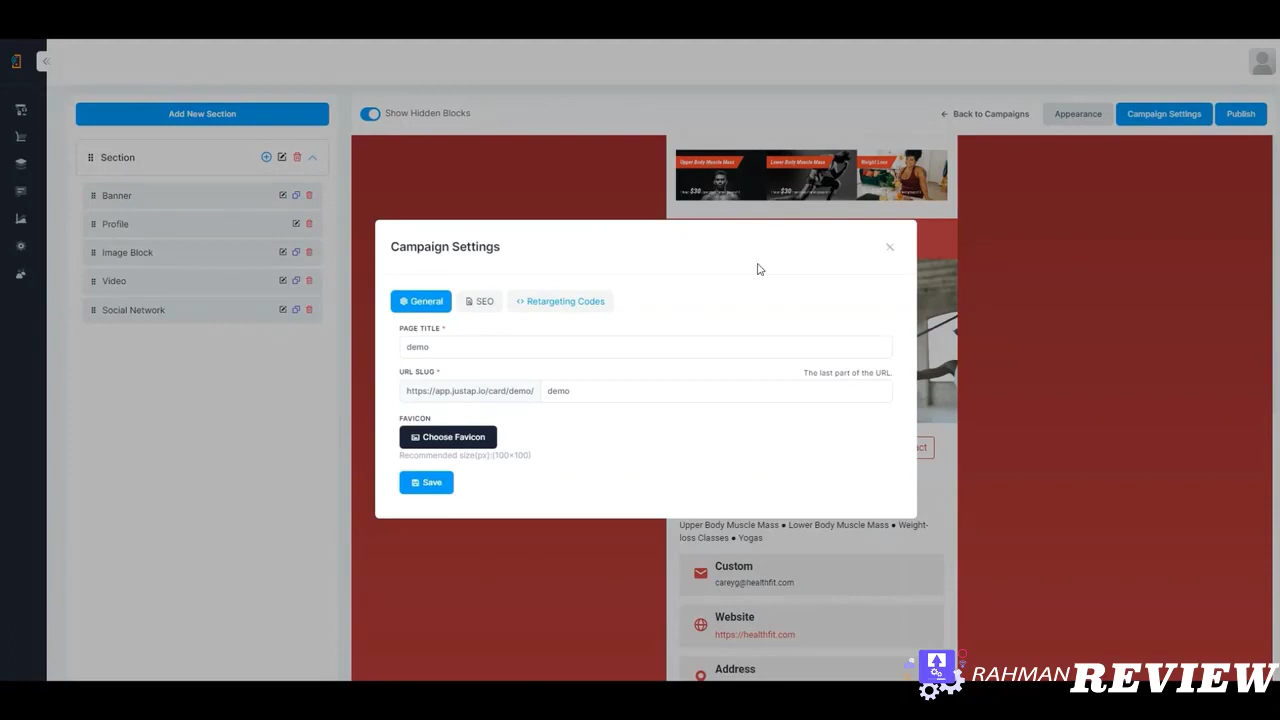 Add New Section
Show Hidden Blocks
Back to Campaigns
Appearance
Campaign Settings
Publish
Section
Banner
Profile
Image Block
Video
Social Network
Upper Body Muscle Mass
Lower Body Muscle Mass
Weight Loss
$30
$30
Campaign Settings
General
SEO
Retargeting Codes
PAGE TITLE *
demo
URL SLUG *
The last part of the URL.
https://app.justap.io/card/demo/
demo
FAVICON
Choose Favicon
Recommended size(px):(100×100)
Save
Upper Body Muscle Mass ● Lower Body Muscle Mass ● Weight-
loss Classes ● Yogas
Custom
careyg@healthfit.com
Website
https://healthfit.com
Address
RAHMAN REVIEW